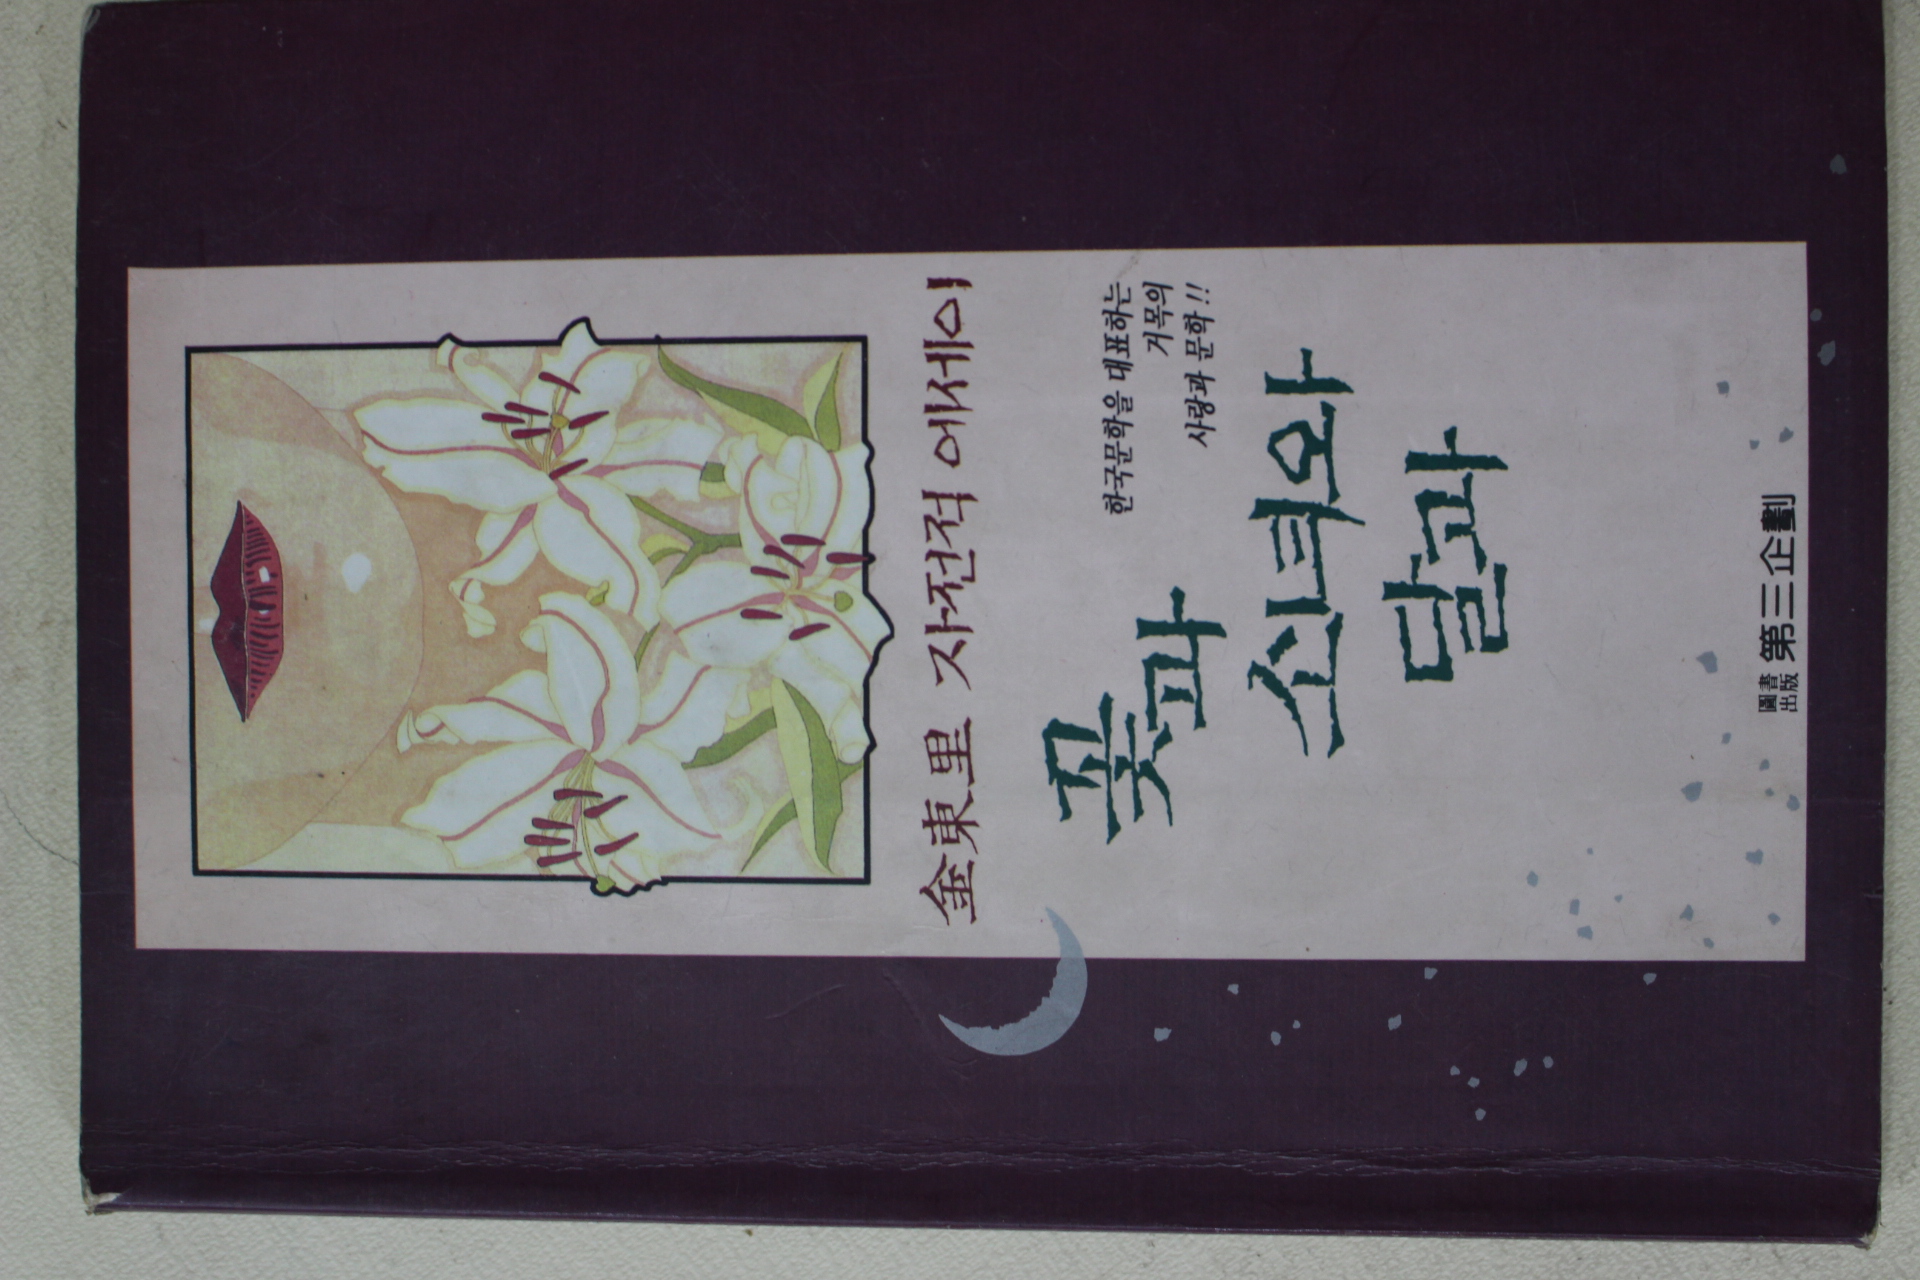 金東里 자전적 에세이
한국문학을 대표하는
거목의
사랑과 문학!!
꽃과
소녀와
달과
圖書
出版 第三企劃